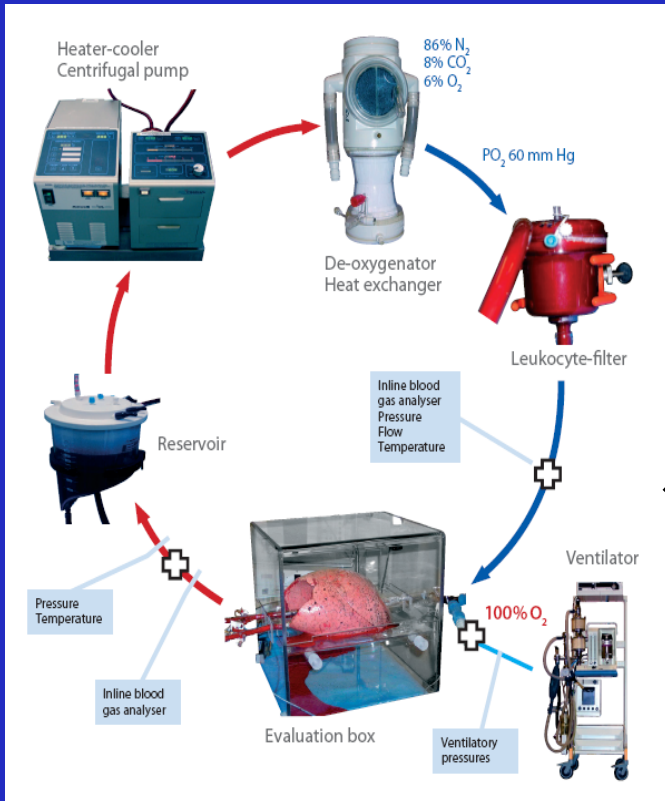 Heater-cooler
Centrifugal pump
86% N₂
8% CO₂
6% O₂
PO₂ 60 mm Hg
De-oxygenator
Heat exchanger
Leukocyte-filter
Inline blood
gas analyser
Pressure
Flow
Temperature
Reservoir
Ventilator
100% O₂
Pressure
Temperature
Inline blood
gas analyser
Evaluation box
Ventilatory
pressures